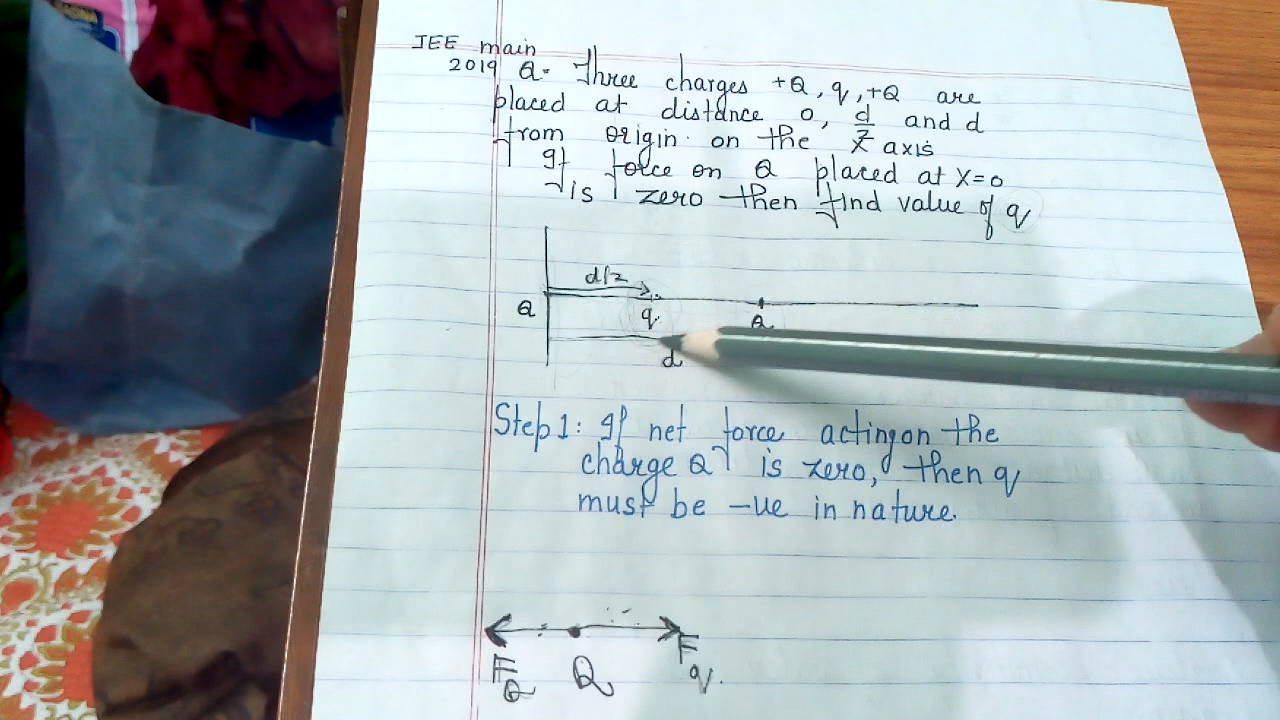 JEE main
2019 Q- Three charges +Q, q, +Q are
placed at distance 0, d/2 and d
from origin on the X axis
If force on Q placed at X=0
is zero then find value of q
d/2
Q
q
Q
d
Step 1: If net force acting on the
charge Q is zero, then q
must be -ve in nature.
F_Q Q F_q.